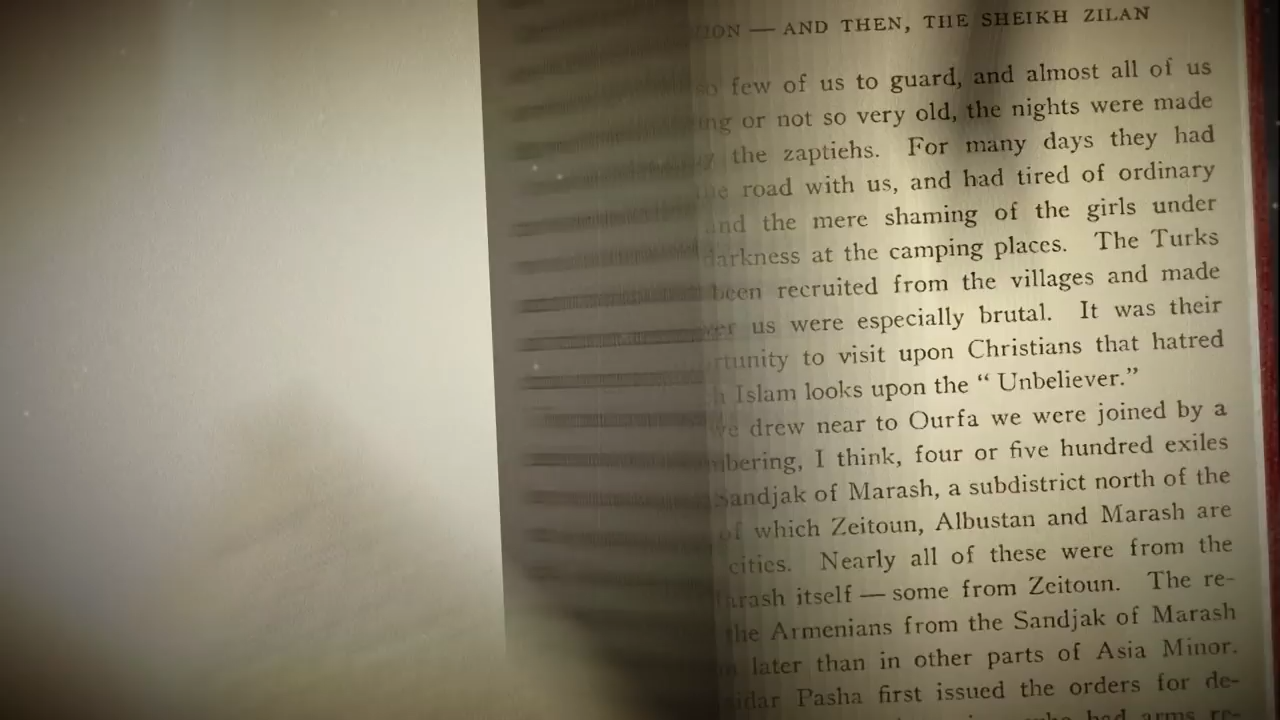 — AND THEN, THE SHEIKH ZILAN
few of us to guard, and almost all of us
or not so very old, the nights were made
the zaptiehs. For many days they had
road with us, and had tired of ordinary
and the mere shaming of the girls under
darkness at the camping places. The Turks
been recruited from the villages and made
us were especially brutal. It was their
to visit upon Christians that hatred
Islam looks upon the “ Unbeliever.”
we drew near to Ourfa we were joined by a
I think, four or five hundred exiles
Sandjak of Marash, a subdistrict north of the
of which Zeitoun, Albustan and Marash are
cities. Nearly all of these were from the
itself — some from Zeitoun. The re-
the Armenians from the Sandjak of Marash
later than in other parts of Asia Minor.
Pasha first issued the orders for de-
had arms re-